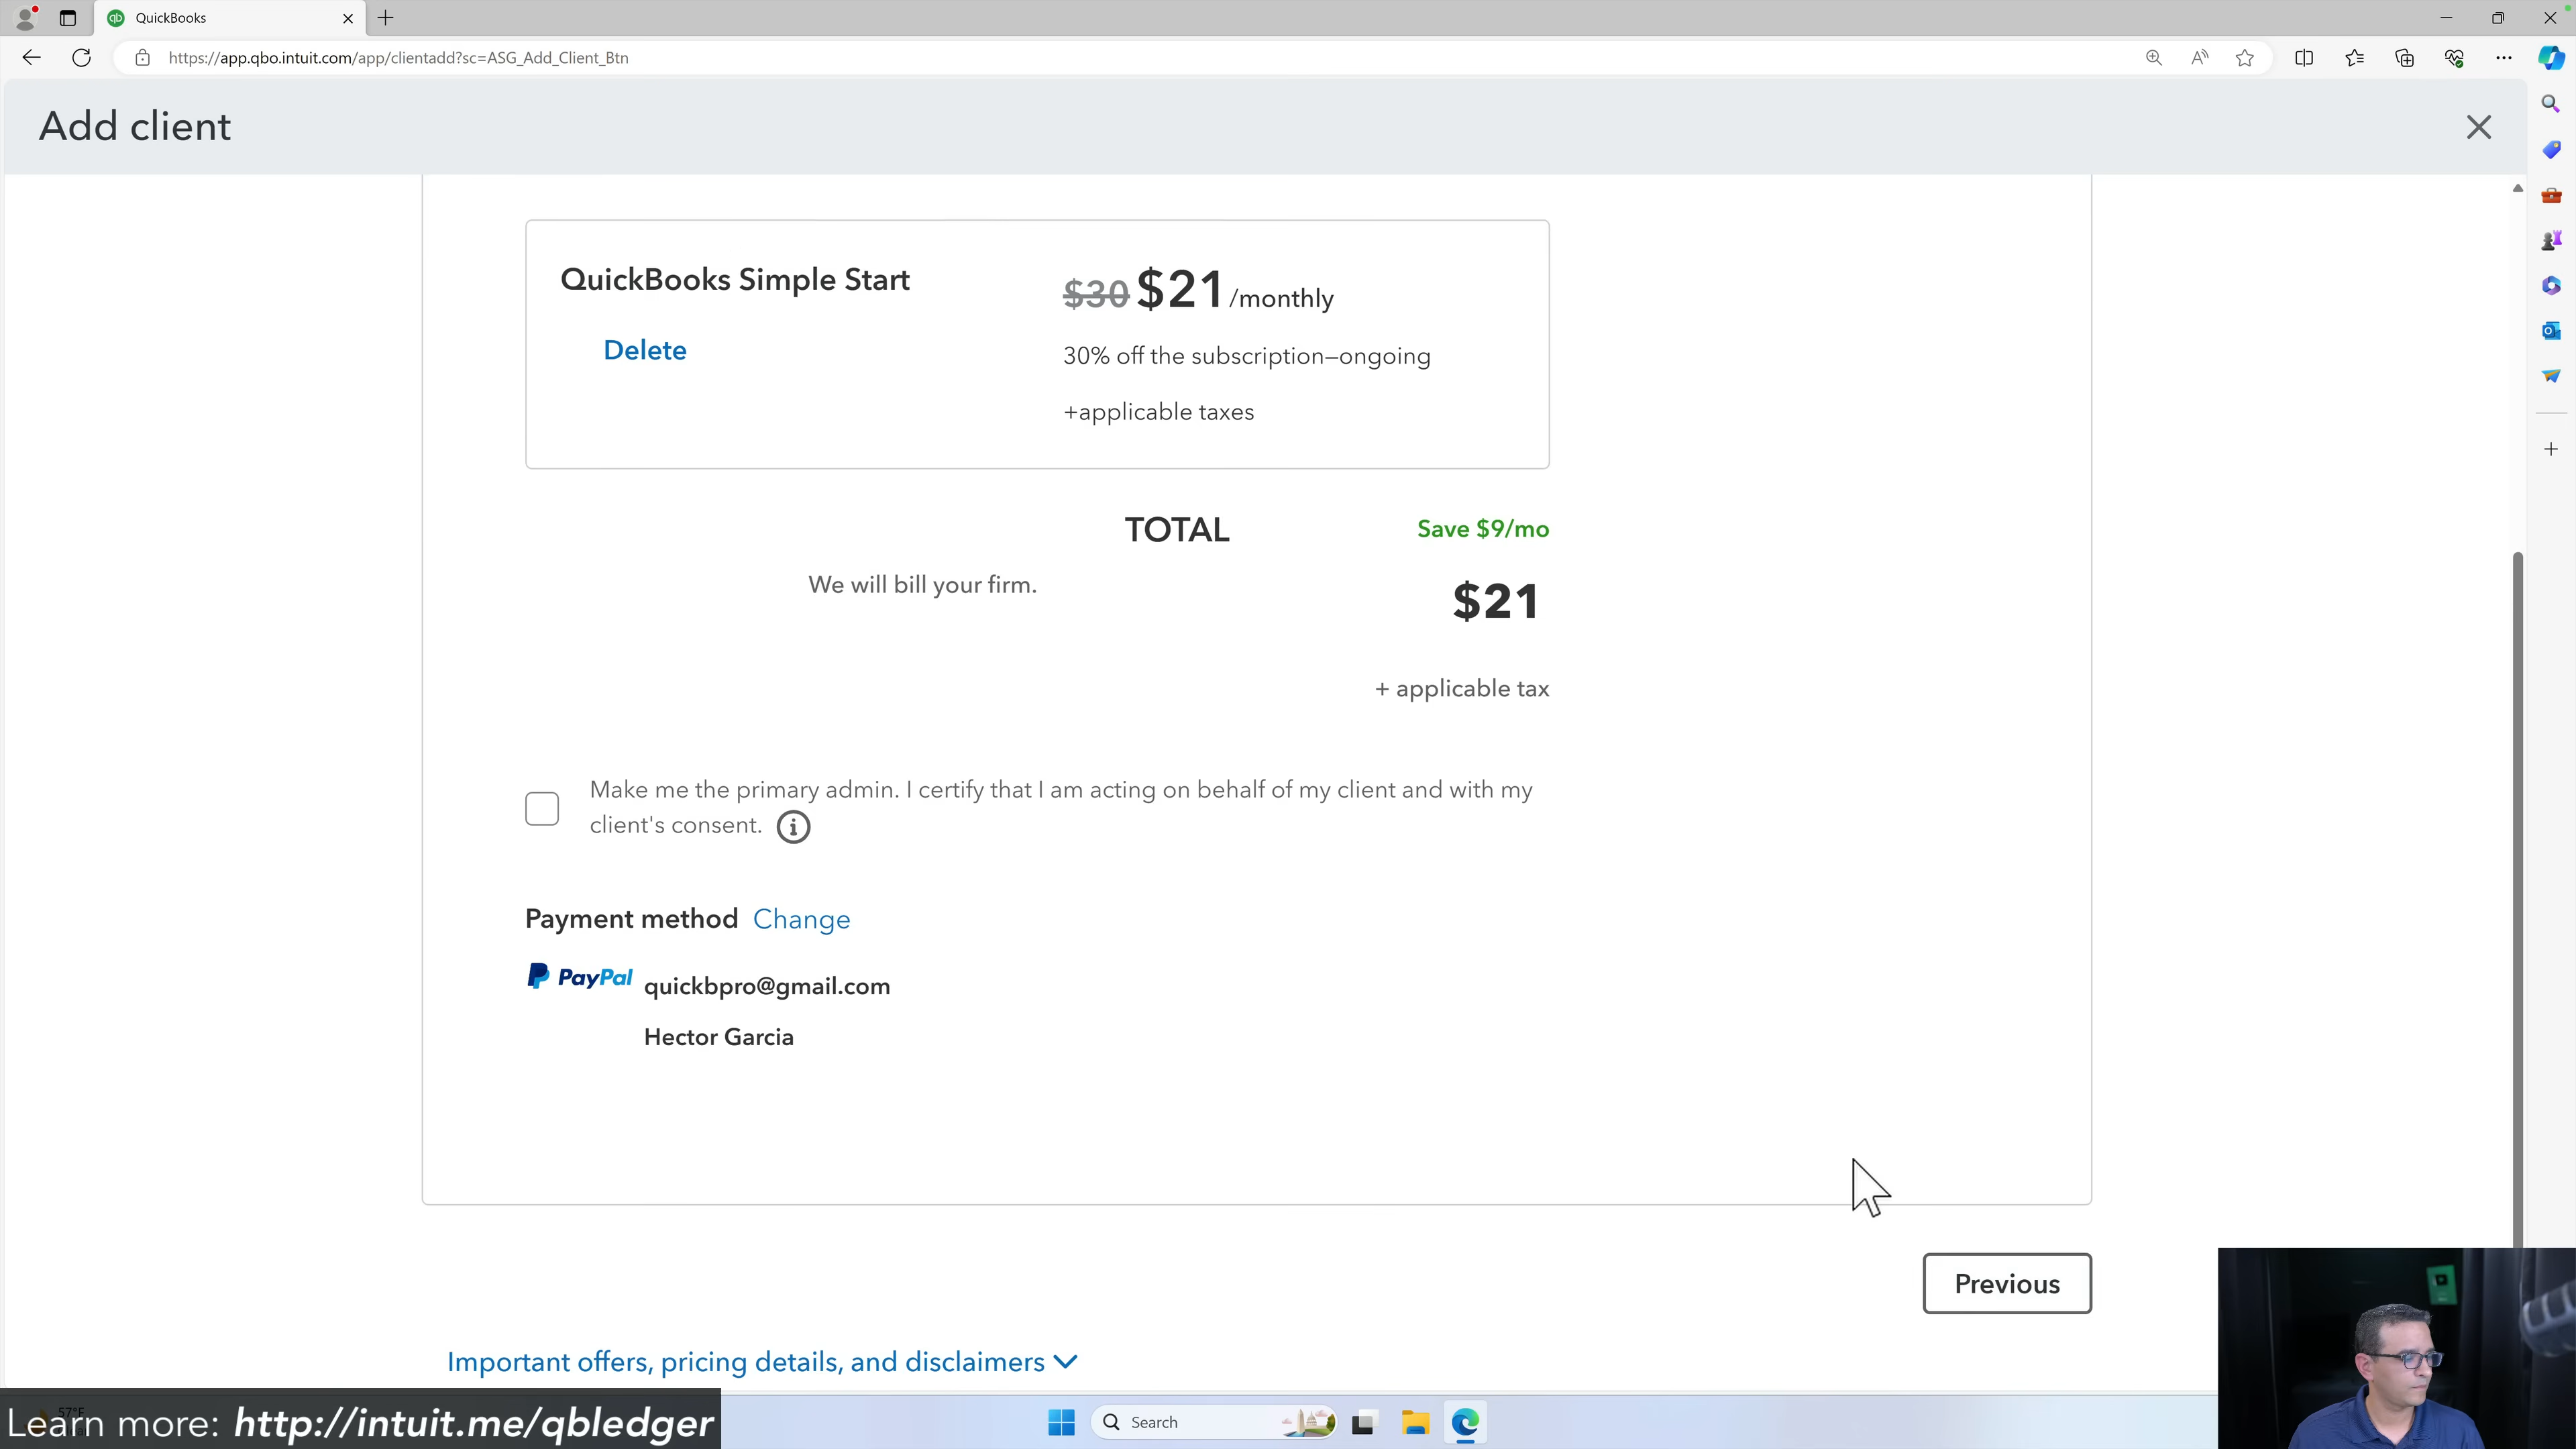 QuickBooks
https://app.qbo.intuit.com/app/clientadd?sc=ASG_Add_Client_Btn
Add client
QuickBooks Simple Start
$30 $21 /monthly
Delete
30% off the subscription—ongoing
+applicable taxes
TOTAL
Save $9/mo
We will bill your firm.
$21
+ applicable tax
Make me the primary admin. I certify that I am acting on behalf of my client and with my
client's consent.
Payment method Change
PayPal quickbpro@gmail.com
Hector Garcia
Previous
Important offers, pricing details, and disclaimers
57°F
Learn more: http://intuit.me/qbledger
Search